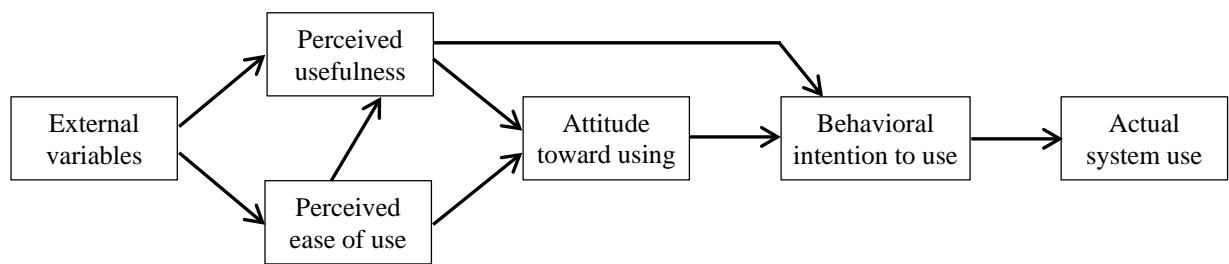 Perceived
usefulness
External
variables
Attitude
toward using
Behavioral
intention to use
Actual
system use
Perceived
ease of use